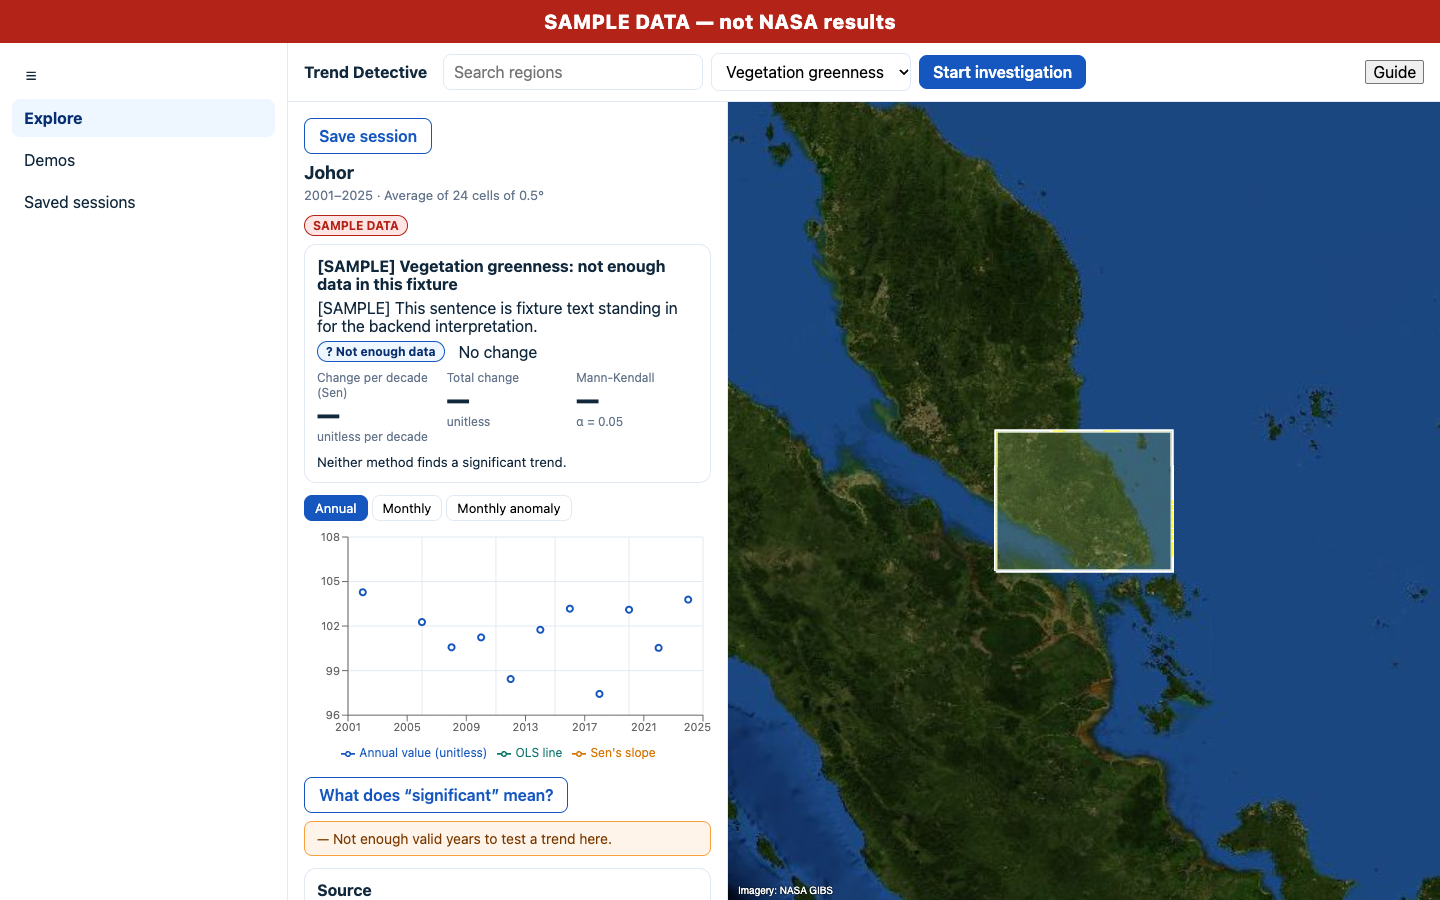 SAMPLE DATA — not NASA results
≡
Trend Detective
Search regions
Vegetation greenness
Start investigation
Guide
Explore
Demos
Saved sessions
Save session
Johor
2001–2025 · Average of 24 cells of 0.5°
SAMPLE DATA
[SAMPLE] Vegetation greenness: not enough
data in this fixture
[SAMPLE] This sentence is fixture text standing in
for the backend interpretation.
? Not enough data
No change
Change per decade
(Sen)
—
unitless per decade
Total change
—
unitless
Mann-Kendall
—
α = 0.05
Neither method finds a significant trend.
Annual
Monthly
Monthly anomaly
108
105
102
99
96
2001
2005
2009
2013
2017
2021
2025
Annual value (unitless)
OLS line
Sen's slope
What does “significant” mean?
— Not enough valid years to test a trend here.
Source
Imagery: NASA GIBS